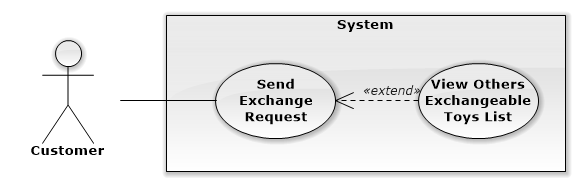 System
Send
Exchange
Request
«extend»
View Others
Exchangeable
Toys List
Customer